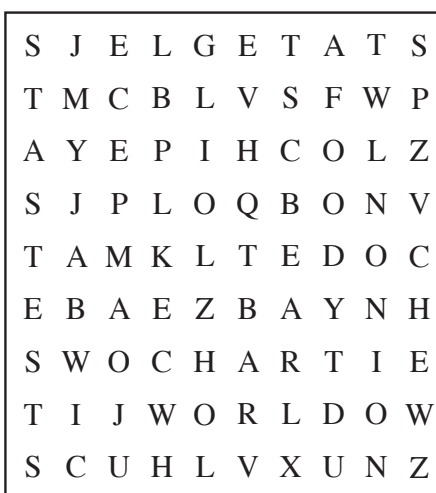 S J E L G E T A T S
T M C B L V S F W P
A Y E P I H C O L Z
S J P L O Q B O N V
T A M K L T E D O C
E B A E Z B A Y N H
S W O C H A R T I E
T I J W O R L D O W
S C U H L V X U N Z